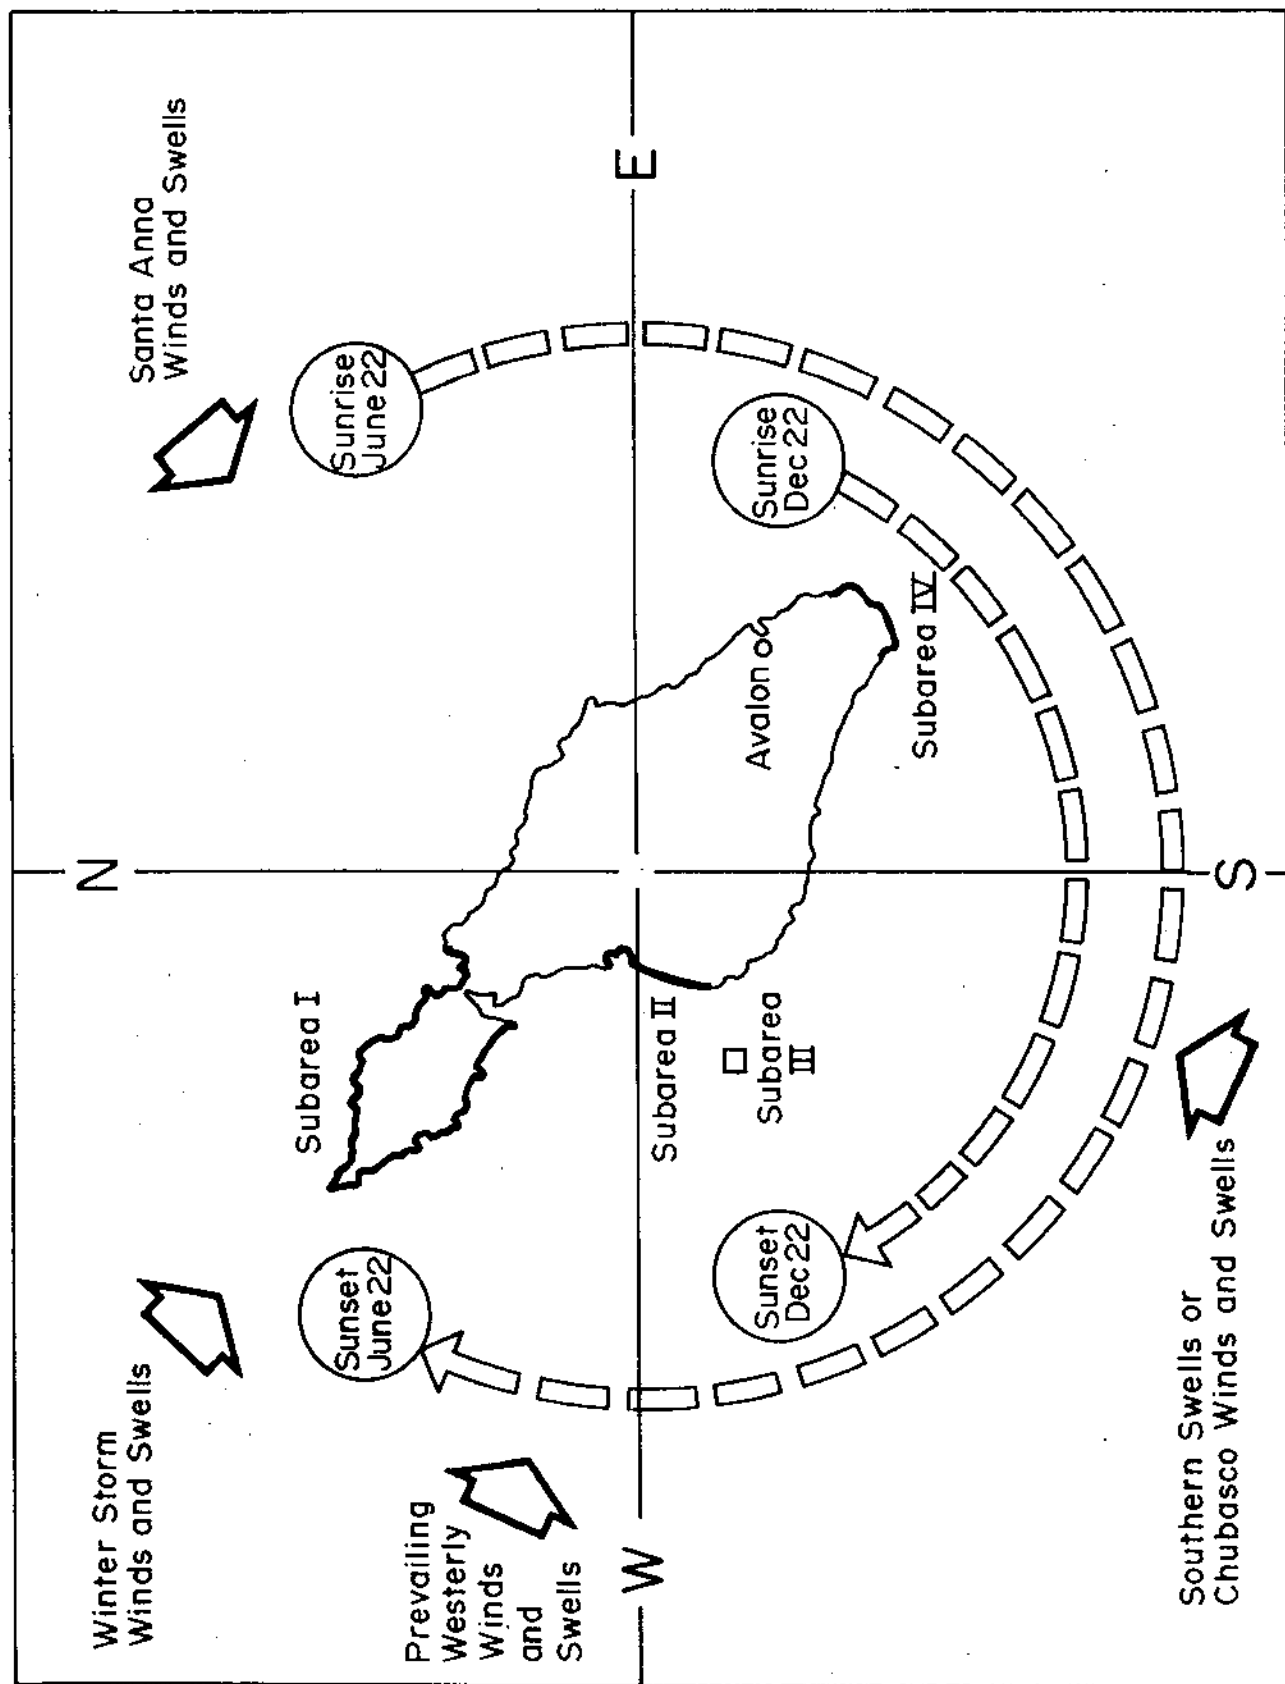 N
Winter Storm
Winds and Swells
Santa Anna
Winds and Swells
Subarea I
Sunset
June 22
Sunrise
June 22
Prevailing
Westerly
Winds
and
Swells
W
E
Subarea II
Subarea
III
Avalon
Sunset
Dec 22
Sunrise
Dec 22
Subarea IV
Southern Swells or
Chubasco Winds and Swells
S